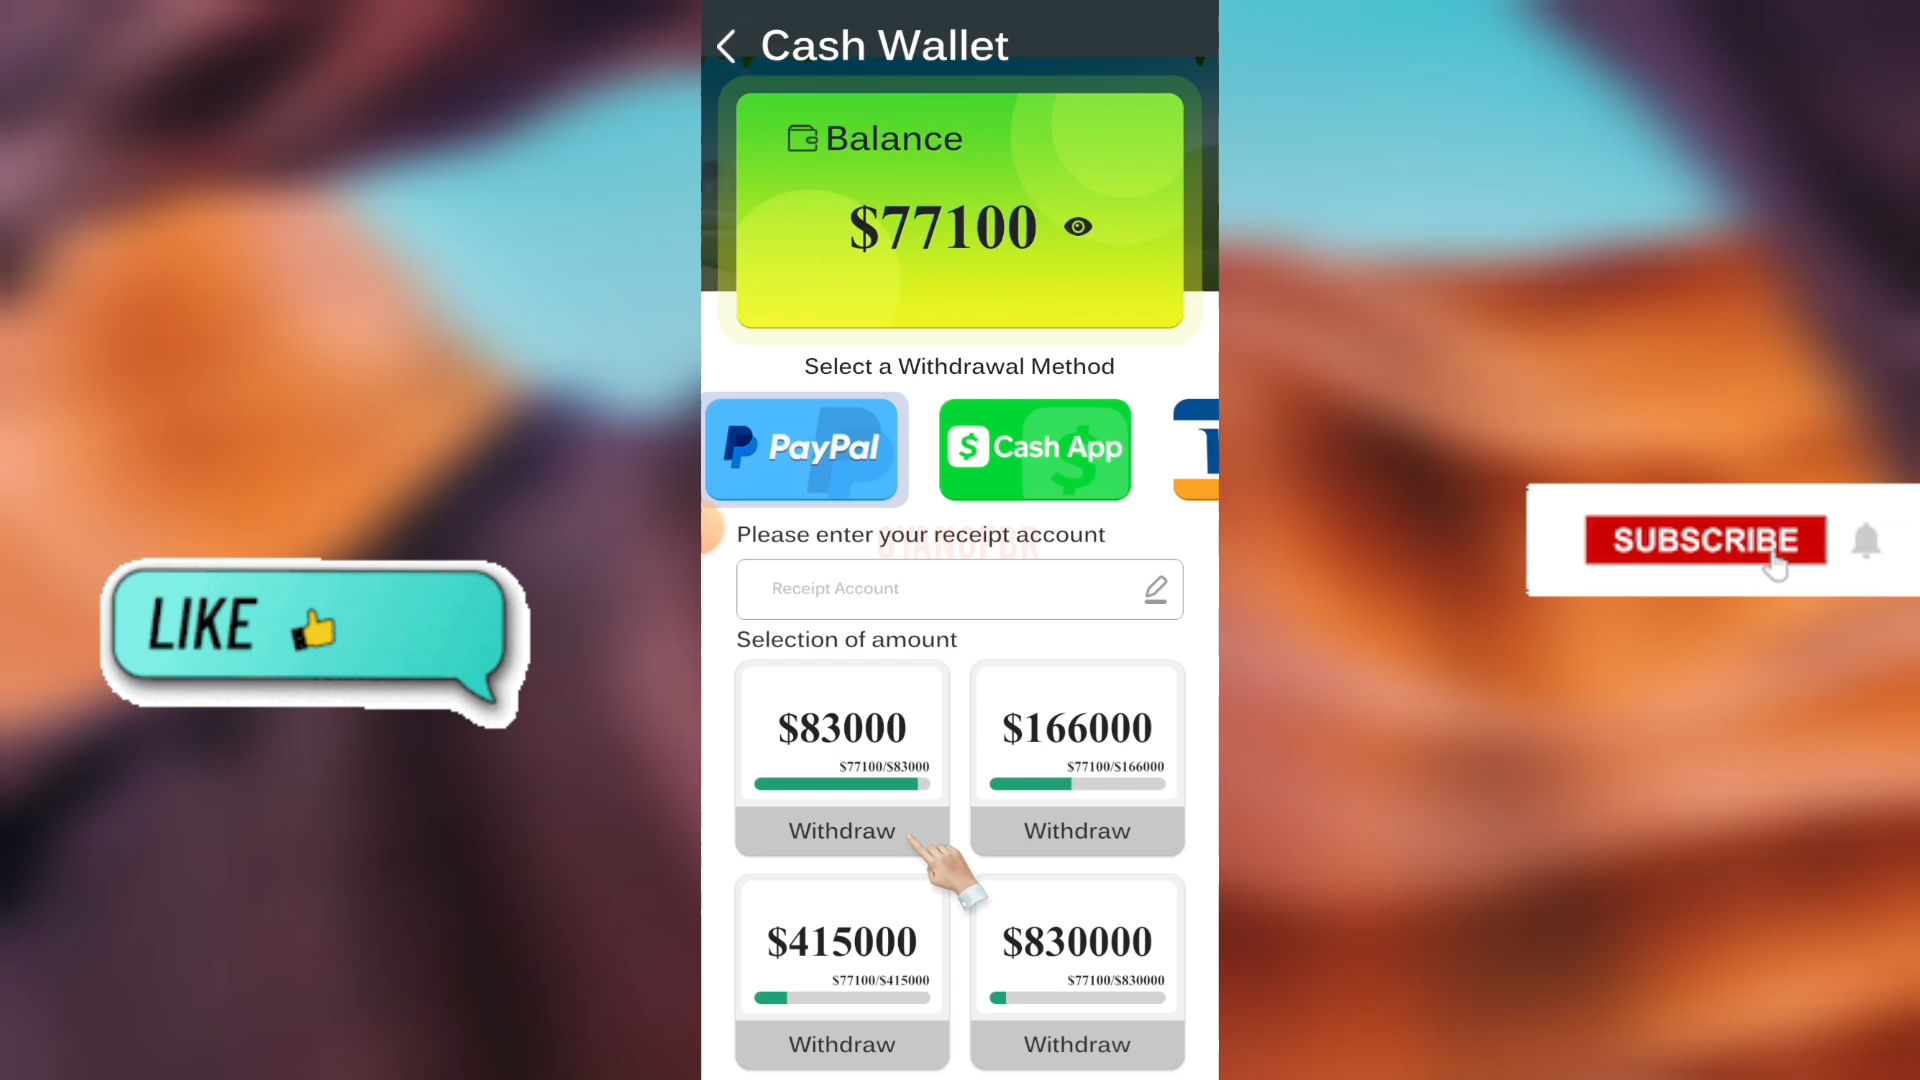 Cash Wallet
Balance
$77100
Select a Withdrawal Method
PayPal
Cash App
Please enter your receipt account
Receipt Account
Selection of amount
$83000
$77100/$83000
Withdraw
$166000
$77100/$166000
Withdraw
$415000
$77100/$415000
Withdraw
$830000
$77100/$830000
Withdraw
LIKE
SUBSCRIBE